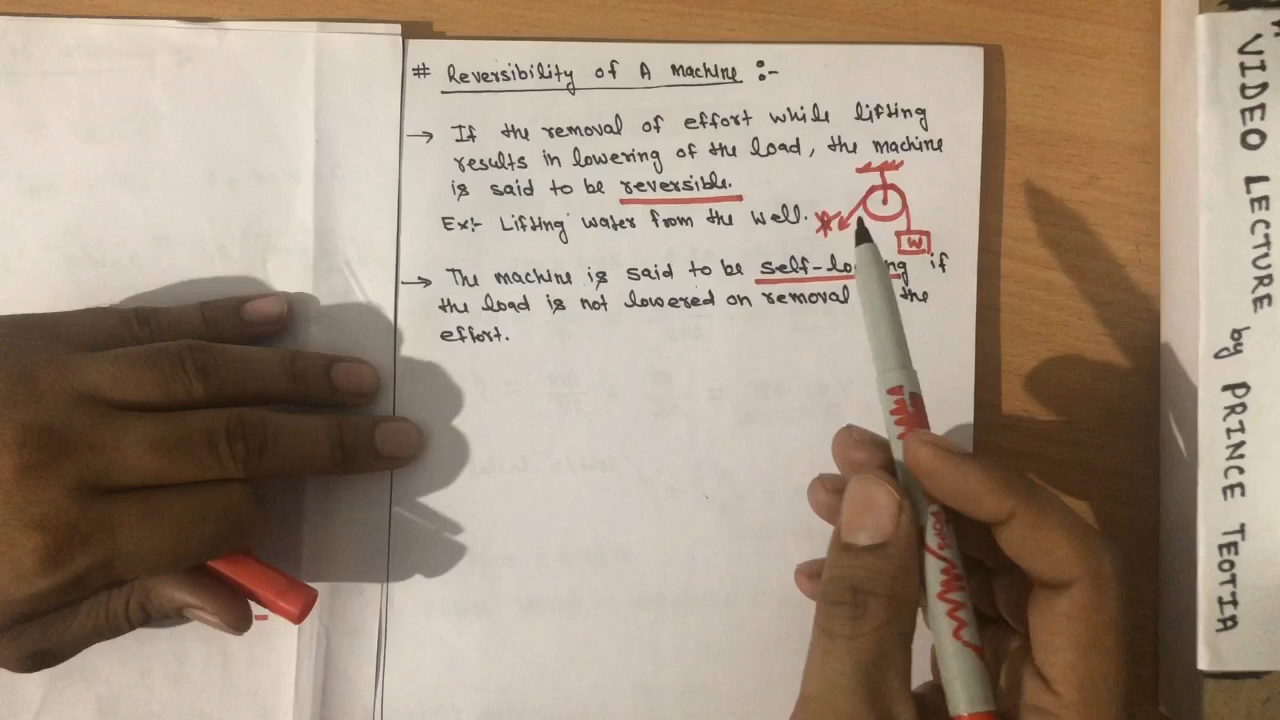 # Reversibility of A machine :-
→ If the removal of effort while lifting
results in lowering of the load, the machine
is said to be reversible.
Ex:- Lifting water from the well.
W
→ The machine is said to be self-lo ng if
the load is not lowered on removal the
effort.
VIDEO LECTURE by PRINCE TEOTIA